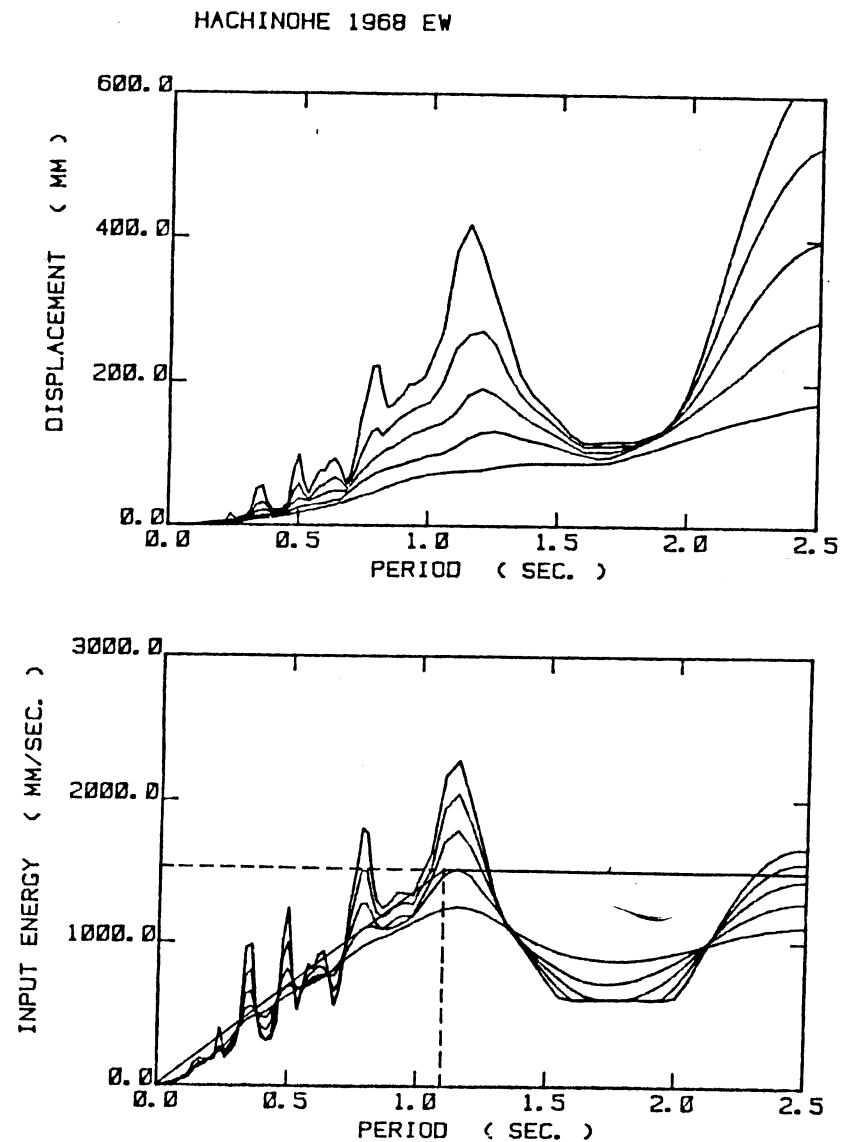 HACHINOHE 1968 EW
600.0
400.0
200.0
0.0
DISPLACEMENT ( MM )
0.0 0.5 1.0 1.5 2.0 2.5
PERIOD ( SEC. )
3000.0
2000.0
1000.0
0.0
INPUT ENERGY ( MM/SEC. )
0.0 0.5 1.0 1.5 2.0 2.5
PERIOD ( SEC. )